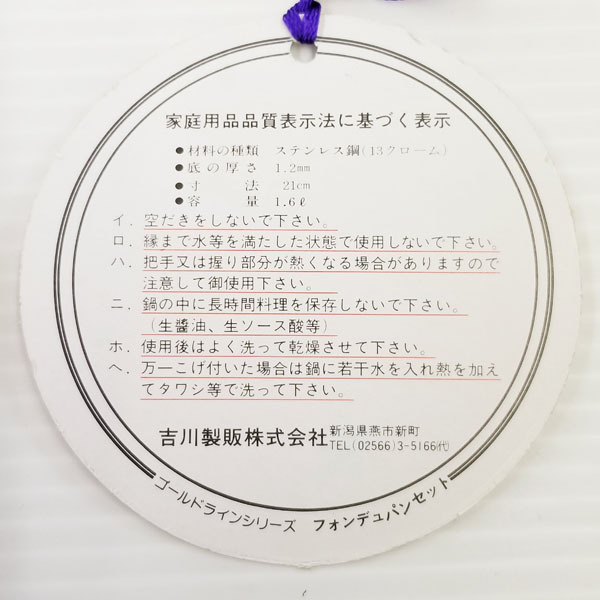 家庭用品品質表示法に基づく表示
●材料の種類 ステンレス鋼(13クローム)
●底の厚さ 1.2mm
●寸法 21cm
●容量 1.6ℓ
イ.空だきをしないで下さい。
ロ.縁まで水等を満たした状態で使用しないで下さい。
ハ.把手又は握り部分が熱くなる場合がありますので
注意して御使用下さい。
ニ.鍋の中に長時間料理を保存しないで下さい。
(生醬油、生ソース酸等)
ホ.使用後はよく洗って乾燥させて下さい。
ヘ.万一こげ付いた場合は鍋に若干水を入れ熱を加え
てタワシ等で洗って下さい。
吉川製販株式会社 新潟県燕市新町
TEL(02566)3-5166㈹
ゴールドラインシリーズ フォンデュパンセット